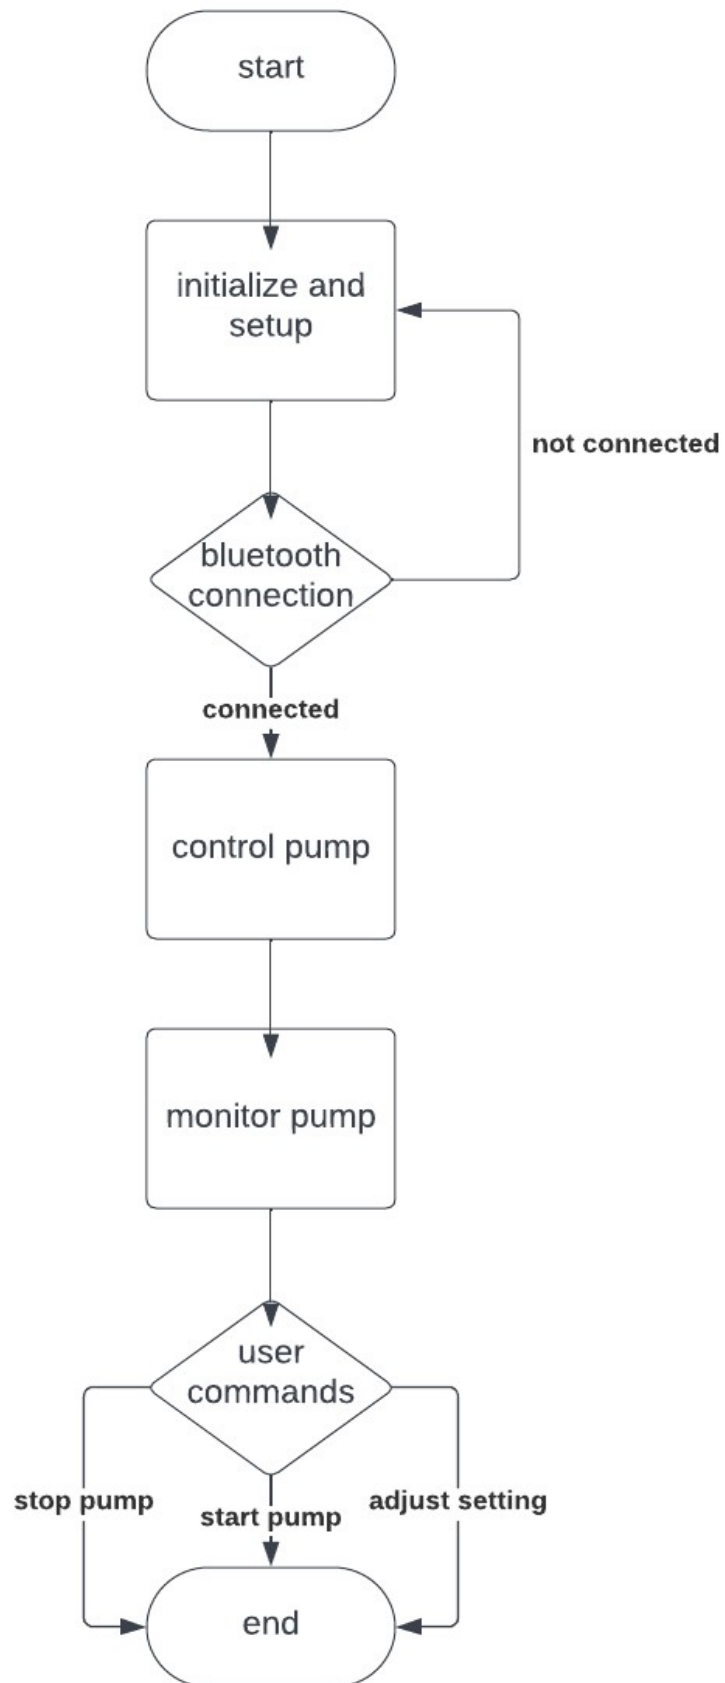 start
initialize and
setup
not connected
bluetooth
connection
connected
control pump
monitor pump
user
commands
stop pump
start pump
adjust setting
end